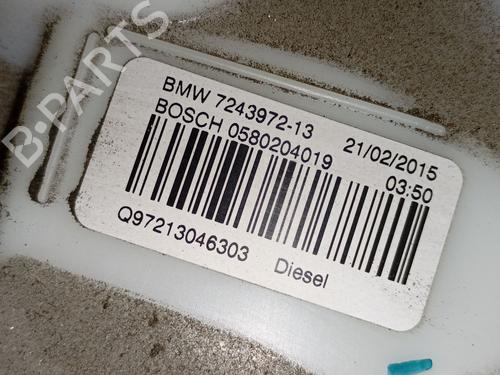 B-PARTS
BMW 7243972-13 21/02/2015
BOSCH 0580204019 03:50
Q97213046303 Diesel